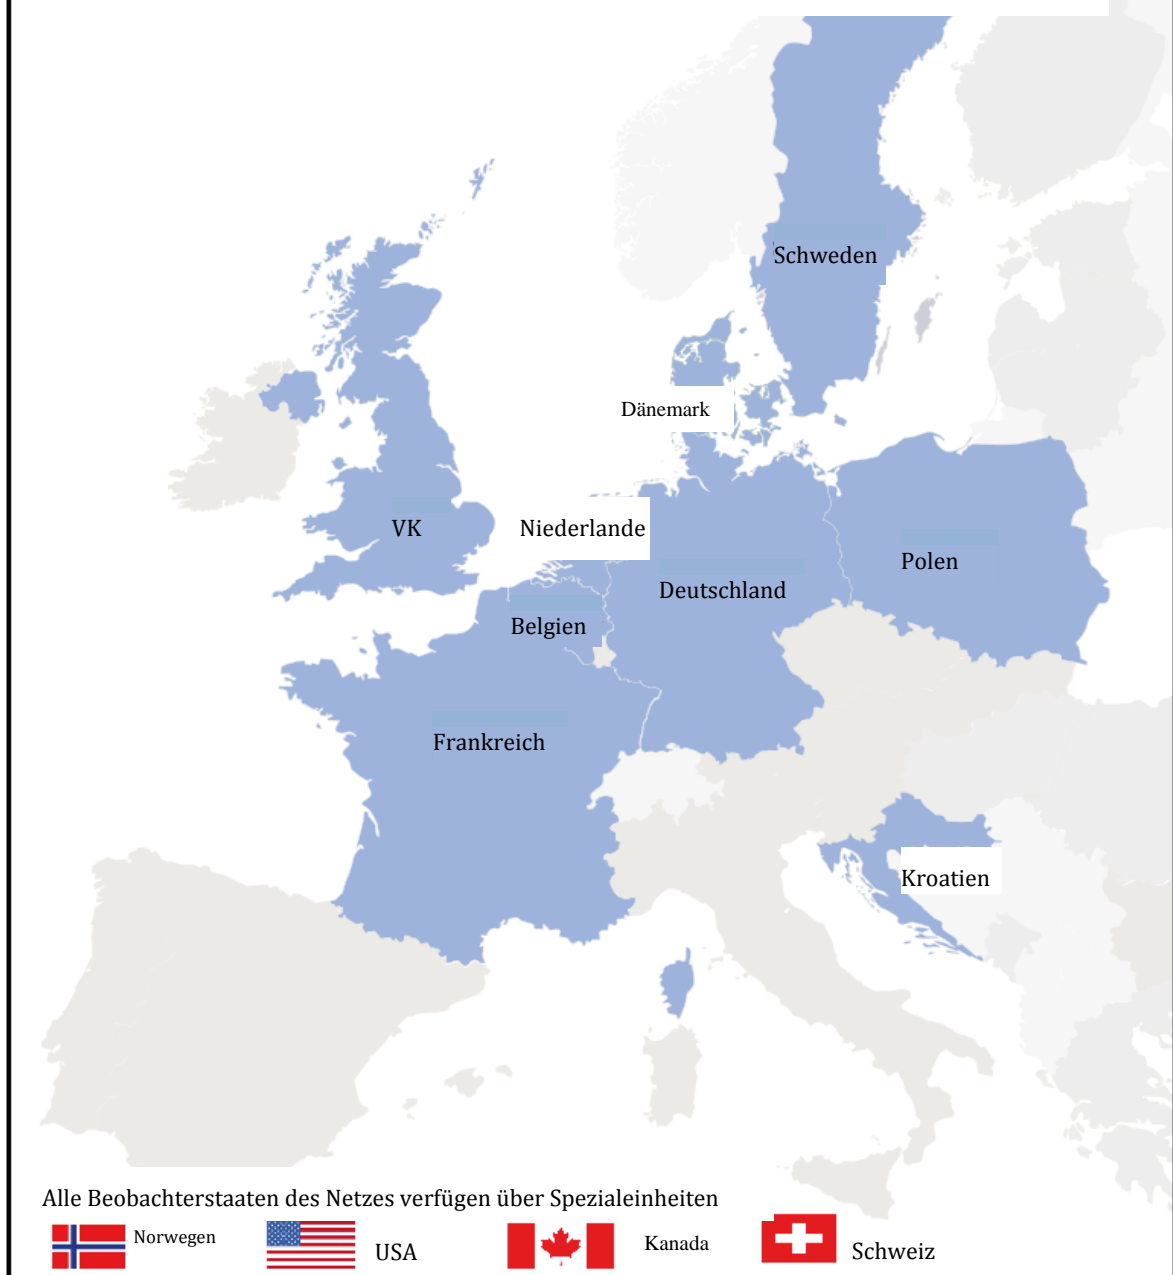 Schweden
Dänemark
VK
Niederlande
Polen
Deutschland
Belgien
Frankreich
Kroatien
Alle Beobachterstaaten des Netzes verfügen über Spezialeinheiten
Norwegen
USA
Kanada
Schweiz